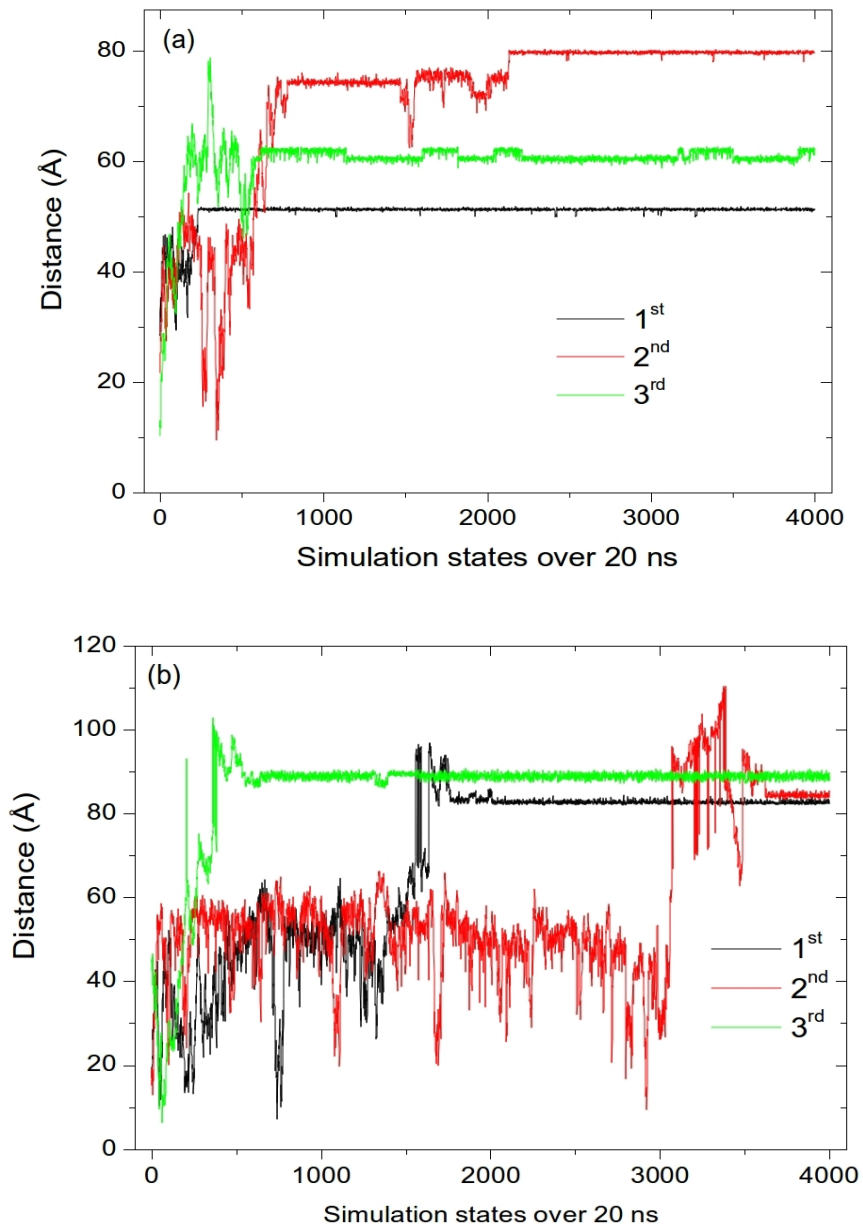 (a)
80
60
40
20
0
Distance (Å)
1st
2nd
3rd
0 1000 2000 3000 4000
Simulation states over 20 ns
(b)
120
100
80
60
40
20
0
Distance (Å)
1st
2nd
3rd
0 1000 2000 3000 4000
Simulation states over 20 ns